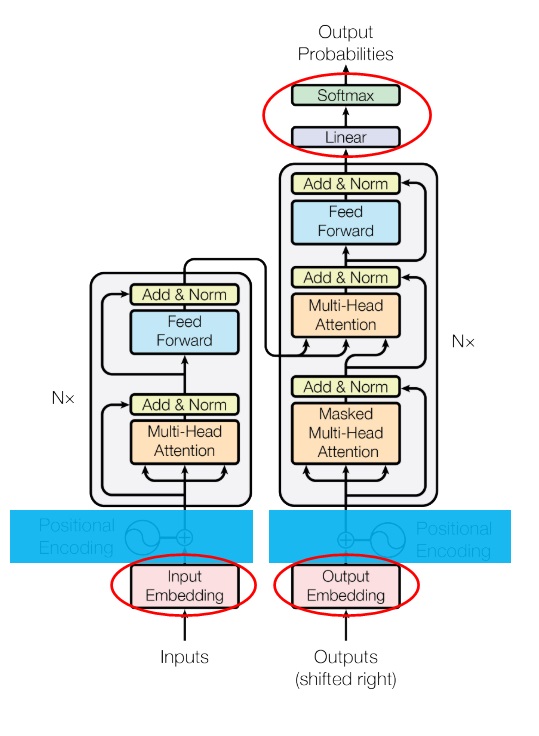 Output
Probabilities
Softmax
Linear
Add & Norm
Feed
Forward
Add & Norm
Multi-Head
Attention
Add & Norm
Masked
Multi-Head
Attention
Nx
Add & Norm
Feed
Forward
Add & Norm
Multi-Head
Attention
N×
Positional
Encoding
Positional
Encoding
Input
Embedding
Output
Embedding
Inputs
Outputs
(shifted right)